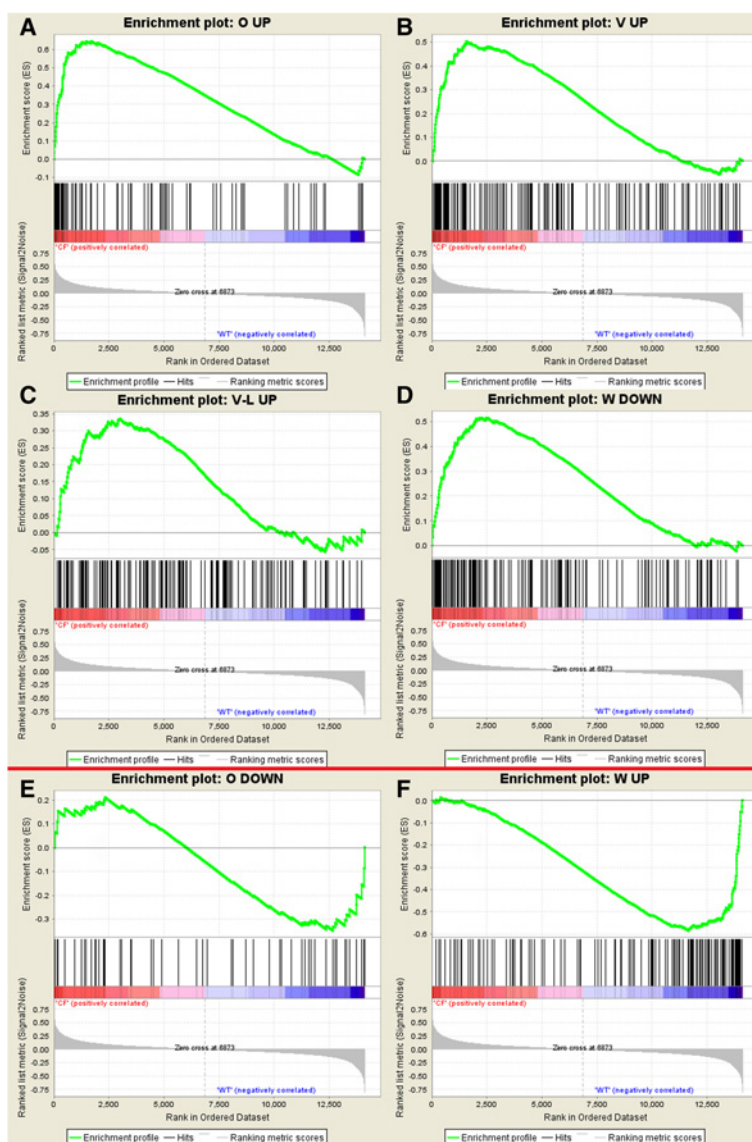 A
Enrichment plot: O UP
Enrichment score (ES)
0.6
0.5
0.4
0.3
0.2
0.1
0.0
-0.1
'CF' (positively correlated)
Ranked list metric (Signal2Noise)
0.75
0.50
0.25
0.00
-0.25
-0.50
-0.75
Zero cross at 6873
'WT' (negatively correlated)
0 2,500 5,000 7,500 10,000 12,500
Rank in Ordered Dataset
Enrichment profile Hits Ranking metric scores
B
Enrichment plot: V UP
Enrichment score (ES)
0.5
0.4
0.3
0.2
0.1
0.0
'CF' (positively correlated)
Ranked list metric (Signal2Noise)
0.75
0.50
0.25
0.00
-0.25
-0.50
-0.75
Zero cross at 6873
'WT' (negatively correlated)
0 2,500 5,000 7,500 10,000 12,500
Rank in Ordered Dataset
Enrichment profile Hits Ranking metric scores
C
Enrichment plot: V-L UP
Enrichment score (ES)
0.35
0.30
0.25
0.20
0.15
0.10
0.05
0.00
-0.05
'CF' (positively correlated)
Ranked list metric (Signal2Noise)
0.75
0.50
0.25
0.00
-0.25
-0.50
-0.75
Zero cross at 6873
'WT' (negatively correlated)
0 2,500 5,000 7,500 10,000 12,500
Rank in Ordered Dataset
Enrichment profile Hits Ranking metric scores
D
Enrichment plot: W DOWN
Enrichment score (ES)
0.5
0.4
0.3
0.2
0.1
0.0
'CF' (positively correlated)
Ranked list metric (Signal2Noise)
0.75
0.50
0.25
0.00
-0.25
-0.50
-0.75
Zero cross at 6873
'WT' (negatively correlated)
0 2,500 5,000 7,500 10,000 12,500
Rank in Ordered Dataset
Enrichment profile Hits Ranking metric scores
E
Enrichment plot: O DOWN
Enrichment score (ES)
0.2
0.1
0.0
-0.1
-0.2
-0.3
'CF' (positively correlated)
Ranked list metric (Signal2Noise)
0.75
0.50
0.25
0.00
-0.25
-0.50
-0.75
Zero cross at 6873
'WT' (negatively correlated)
0 2,500 5,000 7,500 10,000 12,500
Rank in Ordered Dataset
Enrichment profile Hits Ranking metric scores
F
Enrichment plot: W UP
Enrichment score (ES)
0.0
-0.1
-0.2
-0.3
-0.4
-0.5
-0.6
'CF' (positively correlated)
Ranked list metric (Signal2Noise)
0.75
0.50
0.25
0.00
-0.25
-0.50
-0.75
Zero cross at 6873
'WT' (negatively correlated)
0 2,500 5,000 7,500 10,000 12,500
Rank in Ordered Dataset
Enrichment profile Hits Ranking metric scores